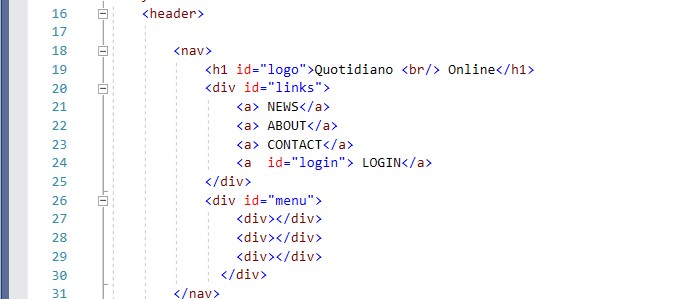 16 <header>
17
18 <nav>
19 <h1 id="logo">Quotidiano <br/> Online</h1>
20 <div id="links">
21 <a> NEWS</a>
22 <a> ABOUT</a>
23 <a> CONTACT</a>
24 <a  id="login"> LOGIN</a>
25 </div>
26 <div id="menu">
27 <div></div>
28 <div></div>
29 <div></div>
30 </div>
31 </nav>